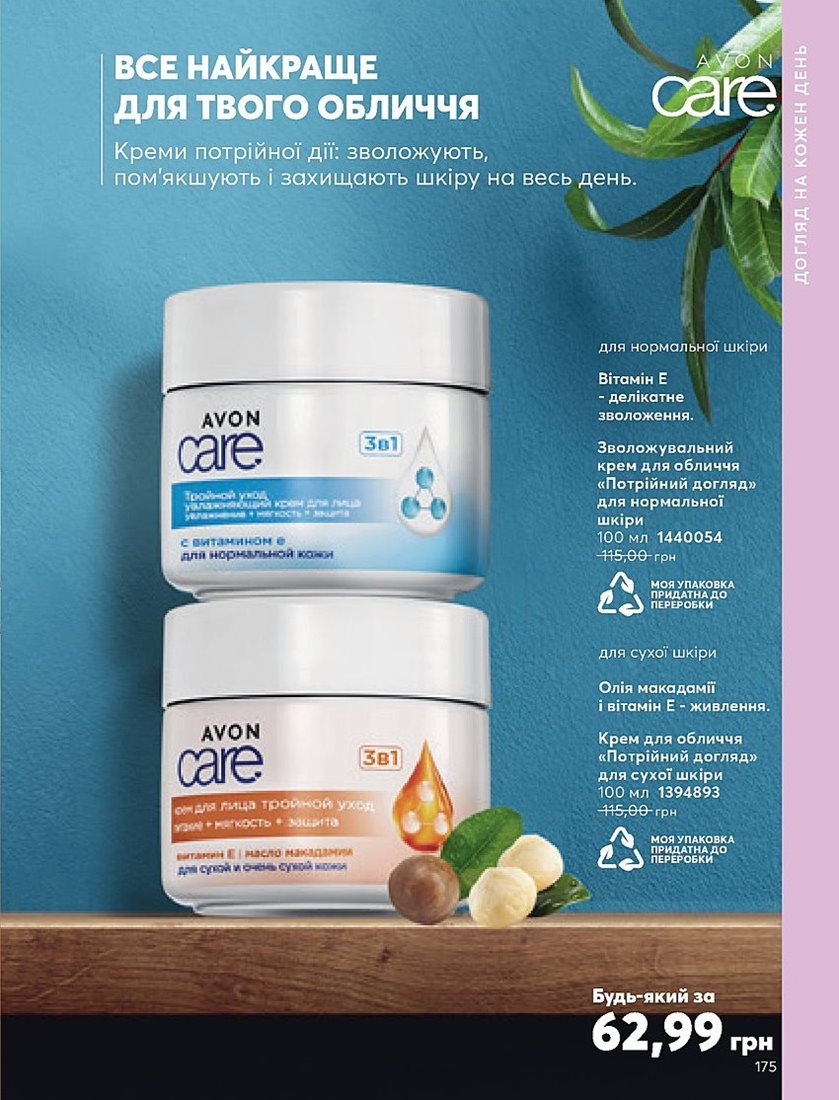 ВСЕ НАЙКРАЩЕ
ДЛЯ ТВОГО ОБЛИЧЧЯ
Креми потрійної дії: зволожують,
пом'якшують і захищають шкіру на весь день.
AVON
care
ДОГЛЯД НА КОЖЕН ДЕНЬ
AVON
care
3в1
Тройной уход
увлажняющий крем для лица
увлажнение + мягкость + защита
с витамином е
для нормальной кожи
AVON
care
3в1
крем для лица тройной уход
питание + мягкость + защита
витамин Е | масло макадамии
для сухой и очень сухой кожи
для нормальної шкіри
Вітамін Е
- делікатне
зволоження.
Зволожувальний
крем для обличчя
«Потрійний догляд»
для нормальної
шкіри
100 мл 1440054
115,00 грн
МОЯ УПАКОВКА
ПРИДАТНА ДО
ПЕРЕРОБКИ
для сухої шкіри
Олія макадамії
і вітамін Е - живлення.
Крем для обличчя
«Потрійний догляд»
для сухої шкіри
100 мл 1394893
115,00 грн
МОЯ УПАКОВКА
ПРИДАТНА ДО
ПЕРЕРОБКИ
Будь-який за
62,99 грн
175